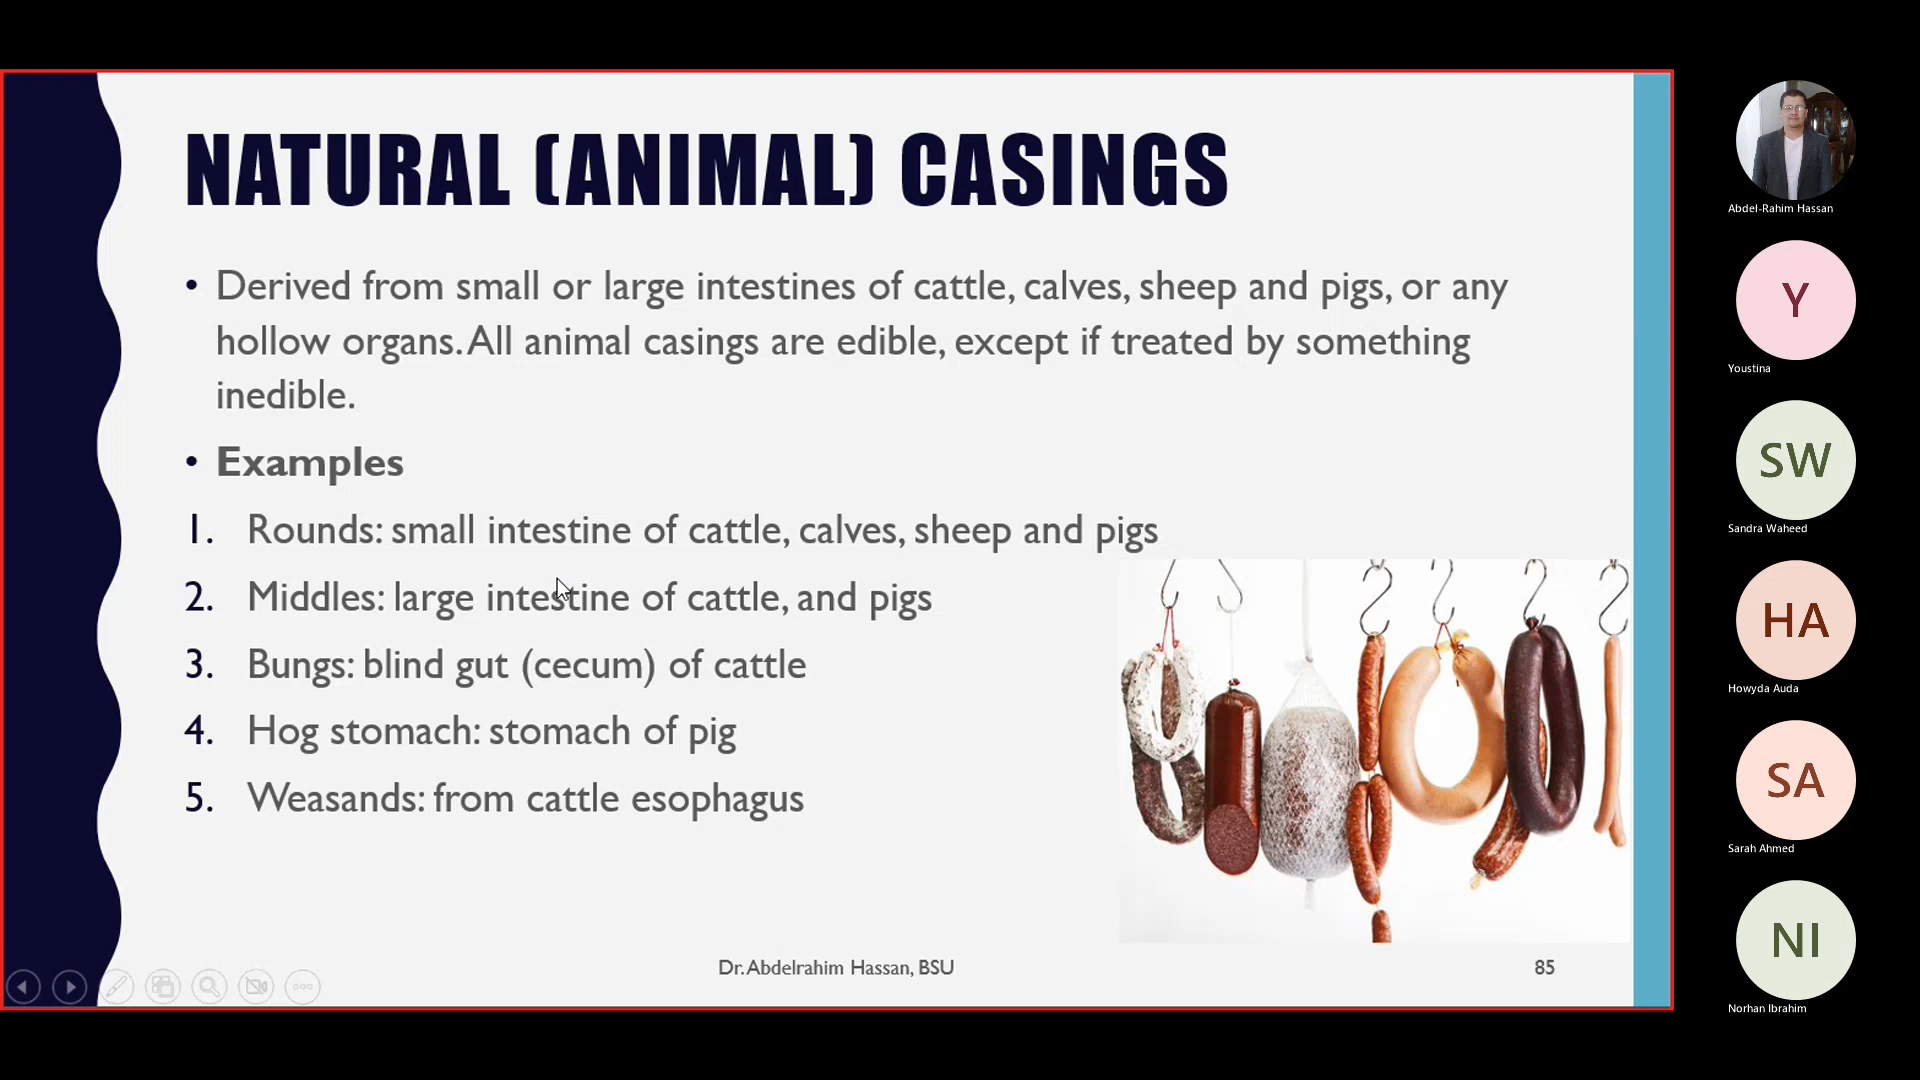 NATURAL (ANIMAL) CASINGS
• Derived from small or large intestines of cattle, calves, sheep and pigs, or any
hollow organs. All animal casings are edible, except if treated by something
inedible.
• Examples
1. Rounds: small intestine of cattle, calves, sheep and pigs
2. Middles: large intestine of cattle, and pigs
3. Bungs: blind gut (cecum) of cattle
4. Hog stomach: stomach of pig
5. Weasands: from cattle esophagus
Dr. Abdelrahim Hassan, BSU
85
Abdel-Rahim Hassan
Y
Youstina
SW
Sandra Waheed
HA
Howyda Auda
SA
Sarah Ahmed
NI
Norhan Ibrahim